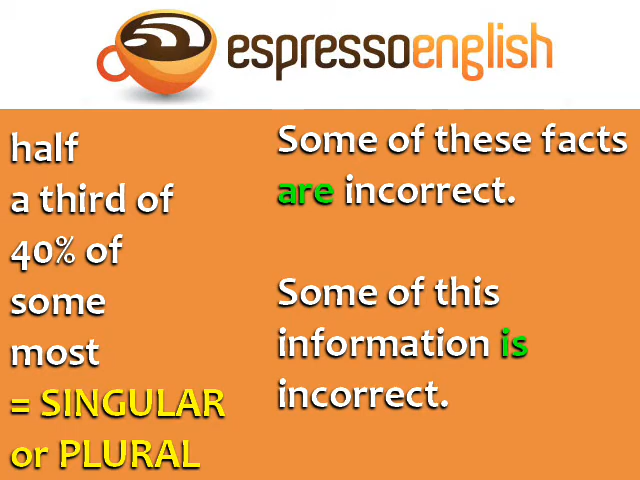 espressoenglish
half
a third of
40% of
some
most
= SINGULAR
or PLURAL
Some of these facts
are incorrect.
Some of this
information is
incorrect.